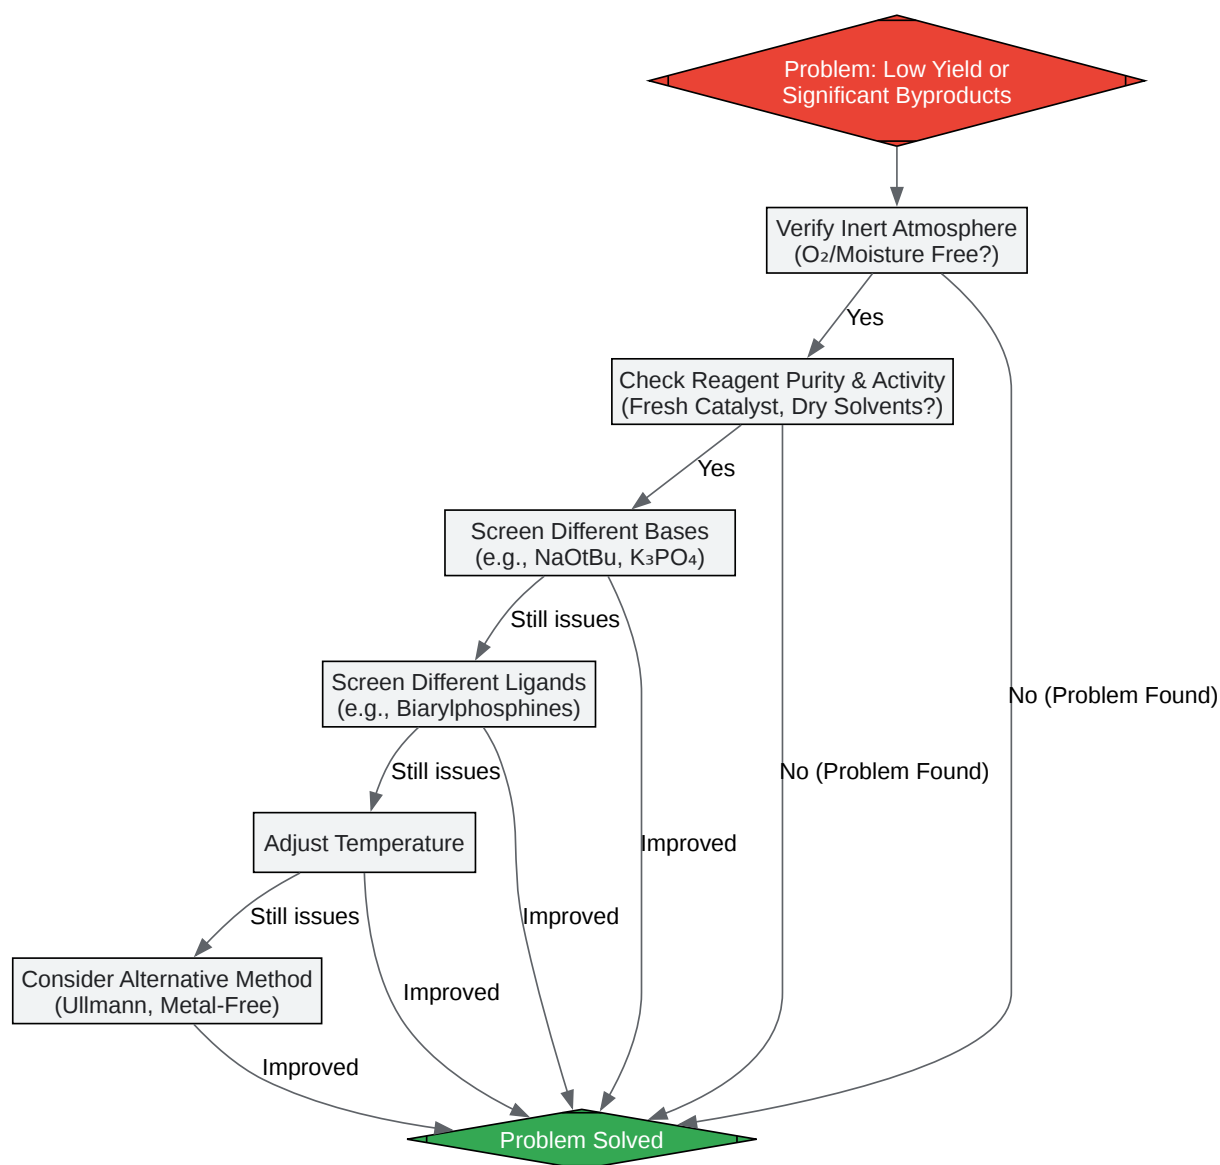 Problem: Low Yield or
Significant Byproducts
Verify Inert Atmosphere
(O₂/Moisture Free?)
Yes
Check Reagent Purity & Activity
(Fresh Catalyst, Dry Solvents?)
Yes
Screen Different Bases
(e.g., NaOtBu, K₃PO₄)
Still issues
Screen Different Ligands
(e.g., Biarylphosphines)
No (Problem Found)
Still issues
No (Problem Found)
Adjust Temperature
Improved
Still issues
Improved
Consider Alternative Method
(Ullmann, Metal-Free)
Improved
Improved
Problem Solved